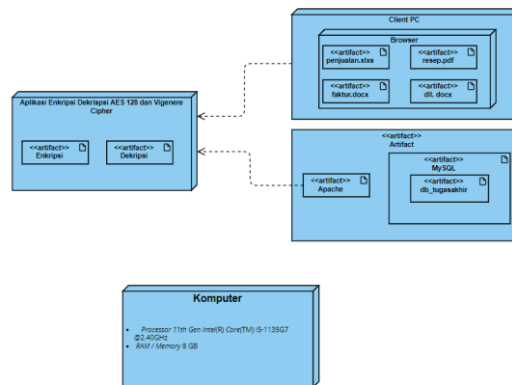 Client PC
Browser
<<artifact>>
penjualan.xlxs
<<artifact>>
resep.pdf
<<artifact>>
faktur.docx
<<artifact>>
dll. docx
Aplikasi Enkripsi Dekrispsi AES 128 dan Vigenere
Cipher
<<artifact>>
Enkripsi
<<artifact>>
Dekripsi
<<artifact>>
Artifact
<<artifact>>
Apache
<<artifact>>
MySQL
<<artifact>>
db_tugasakhir
Komputer
• Processor 11th Gen Intel(R) Core(TM) i5-1135G7
@2.40GHz
• RAM / Memory 8 GB